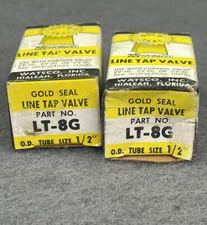 LINE TAP VALVE
WATSCO, INC.
HIALEAH, FLORIDA
GOLD SEAL
LINE TAP VALVE
PART NO.
LT-8G
O.D. TUBE SIZE 1/2"
LINE TAP VALVE
WATSCO, INC.
HIALEAH, FLORIDA
GOLD SEAL
LINE TAP VALVE
PART NO.
LT-8G
O.D. TUBE SIZE 1/2"